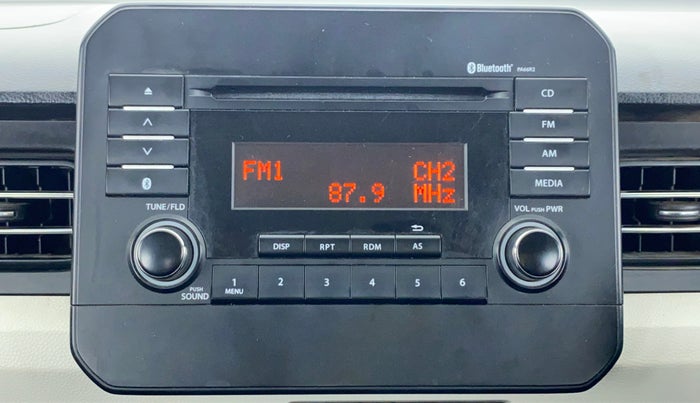 Bluetooth® PA66R2
CD
FM
AM
MEDIA
FM1 CH2
87.9 MHz
TUNE/FLD
VOL PUSH PWR
DISP RPT RDM AS
PUSH SOUND
1 MENU 2 3 4 5 6